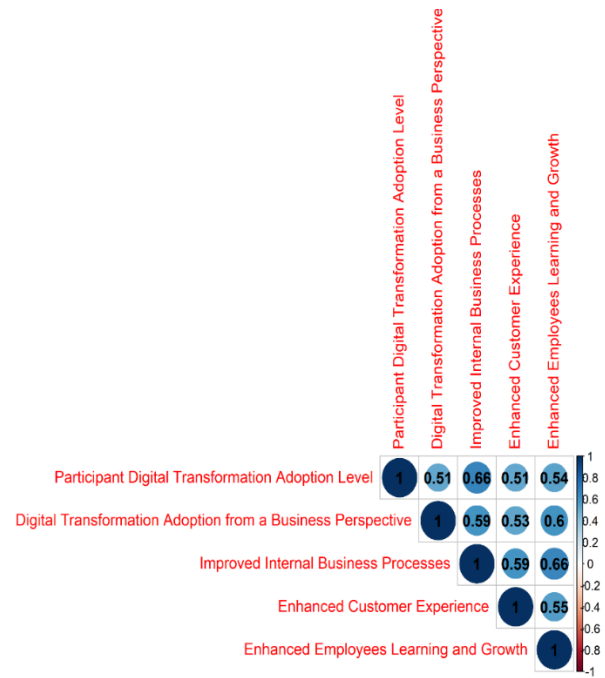 Participant Digital Transformation Adoption Level
Digital Transformation Adoption from a Business Perspective
Improved Internal Business Processes
Enhanced Customer Experience
Enhanced Employees Learning and Growth
Participant Digital Transformation Adoption Level 1 0.51 0.66 0.51 0.54
Digital Transformation Adoption from a Business Perspective 1 0.59 0.53 0.6
Improved Internal Business Processes 1 0.59 0.66
Enhanced Customer Experience 1 0.55
Enhanced Employees Learning and Growth 1
1
0.8
0.6
0.4
0.2
0
-0.2
-0.4
-0.6
-0.8
-1